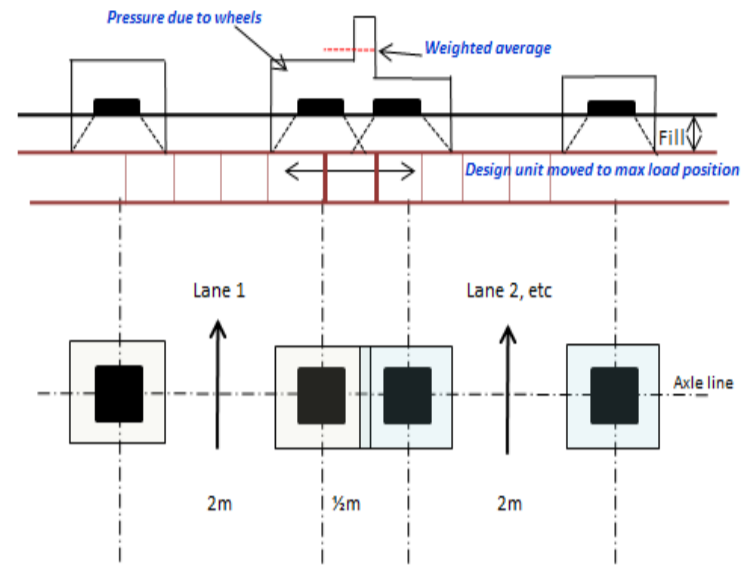 Pressure due to wheels
Weighted average
Fill
Design unit moved to max load position
Lane 1
Lane 2, etc
Axle line
2m
½m
2m